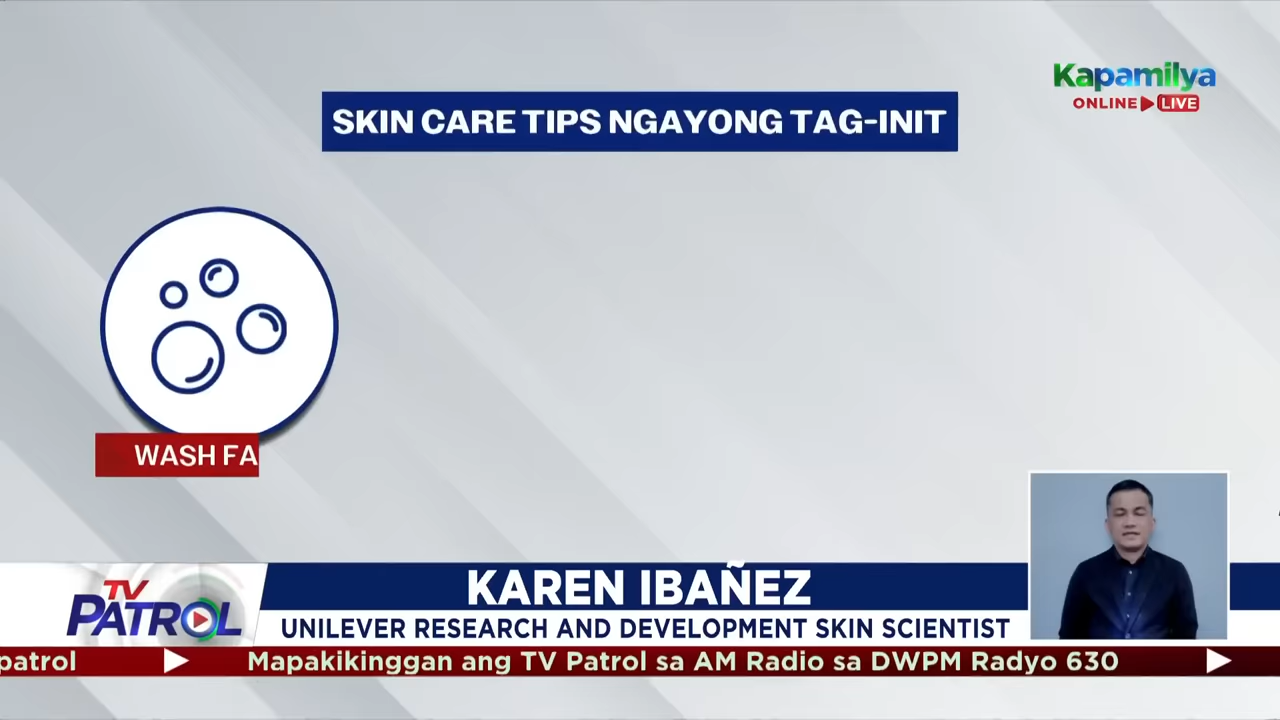 Kapamilya
ONLINE LIVE
SKIN CARE TIPS NGAYONG TAG-INIT
WASH FA
KAREN IBAÑEZ
TV PATROL
UNILEVER RESEARCH AND DEVELOPMENT SKIN SCIENTIST
patrol
Mapakikinggan ang TV Patrol sa AM Radio sa DWPM Radyo 630